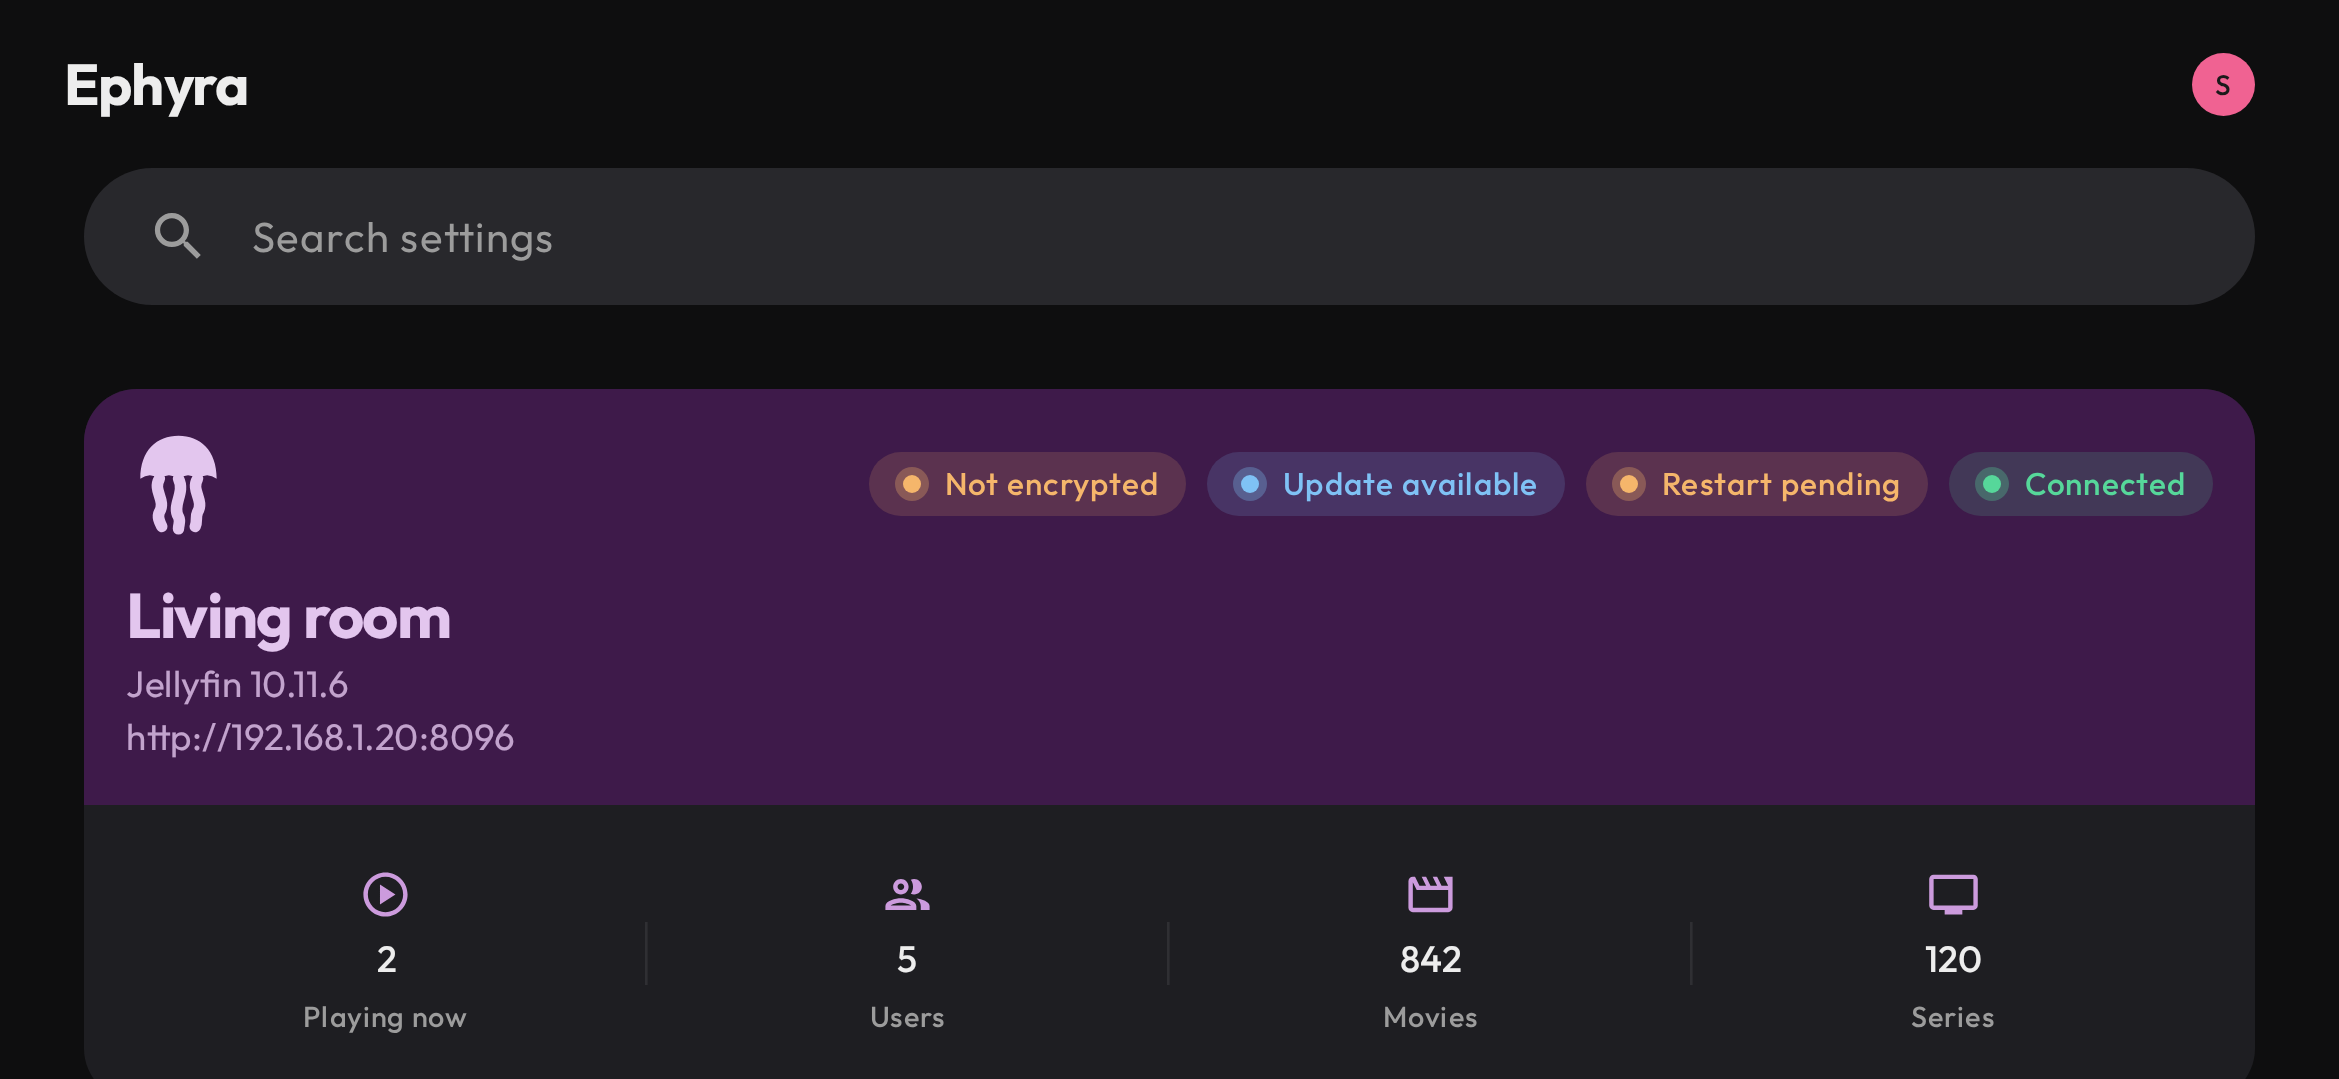 Ephyra
S
Search settings
Not encrypted
Update available
Restart pending
Connected
Living room
Jellyfin 10.11.6
http://192.168.1.20:8096
2
Playing now
5
Users
842
Movies
120
Series